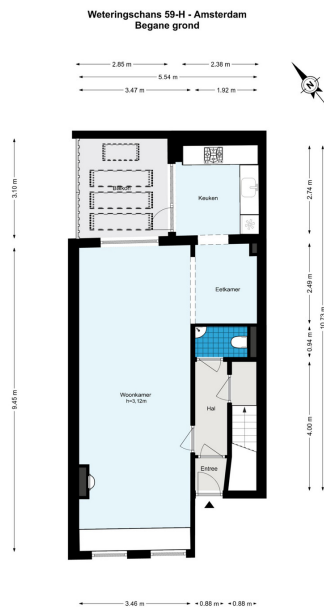 Weteringschans 59-H - Amsterdam
Begane grond
2.85 m
2.38 m
5.54 m
3.47 m
1.92 m
N
3.10 m
2.74 m
Balkon
Keuken
2.49 m
Eetkamer
10.73 m
0.94 m
9.45 m
Woonkamer
h=3,12m
Hal
4.00 m
Entree
3.46 m
0.88 m
0.88 m